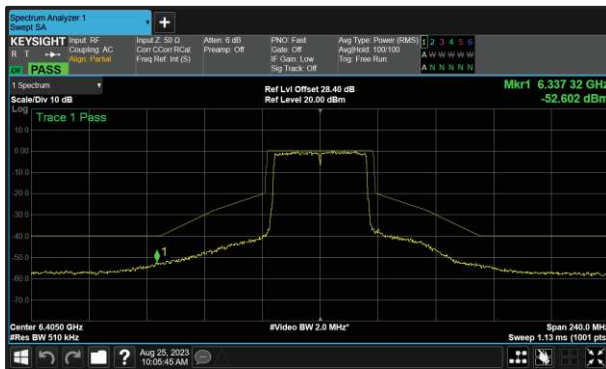 Spectrum Analyzer 1
Swept SA
KEYSIGHT Input: RF Input Z: 50 Ω Atten: 6 dB PNO: Fast Avg Type: Power (RMS) 1 2 3 4 5 6
R T Coupling: AC Corr CCorr RCal Preamp: Off Gate: Off Avg|Hold: 100/100 A W W W W W
Align: Partial Freq Ref: Int (S) IF Gain: Low Trig: Free Run
PASS Sig Track: Off A N N N N N
1 Spectrum Ref Lvl Offset 28.40 dB Mkr1 6.337 32 GHz
Scale/Div 10 dB Ref Level 20.00 dBm -52.602 dBm
Log
Trace 1 Pass
10.0
0.00
-10.0
-20.0
-30.0
-40.0
-50.0
1
-60.0
-70.0
Center 6.4050 GHz #Video BW 2.0 MHz* Span 240.0 MHz
#Res BW 510 kHz Sweep 1.13 ms (1001 pts)
? Aug 25, 2023
10:05:45 AM